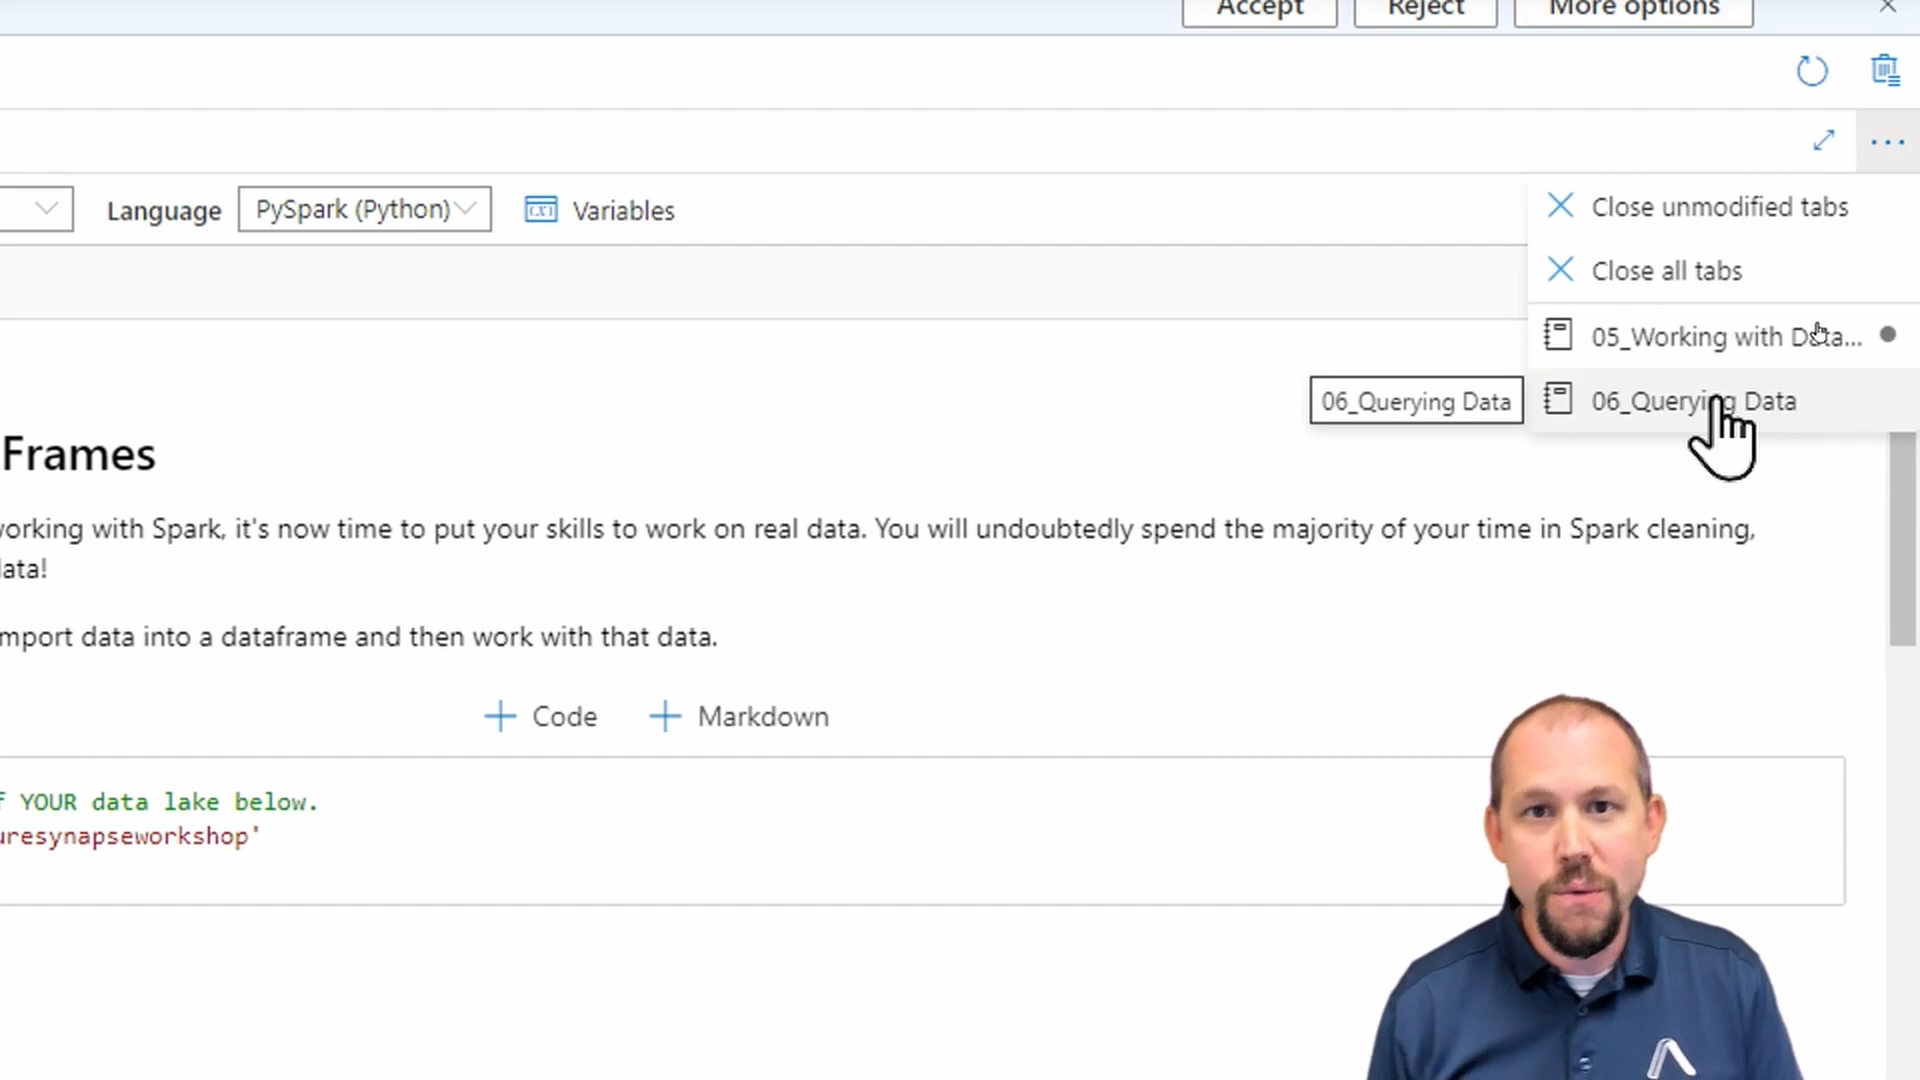 Accept Reject More options
Language PySpark (Python) Variables
Close unmodified tabs
Close all tabs
05_Working with Data...
06_Querying Data 06_Querying Data
Frames
working with Spark, it's now time to put your skills to work on real data. You will undoubtedly spend the majority of your time in Spark cleaning,
data!
import data into a dataframe and then work with that data.
Code Markdown
f YOUR data lake below.
uresynapseworkshop'